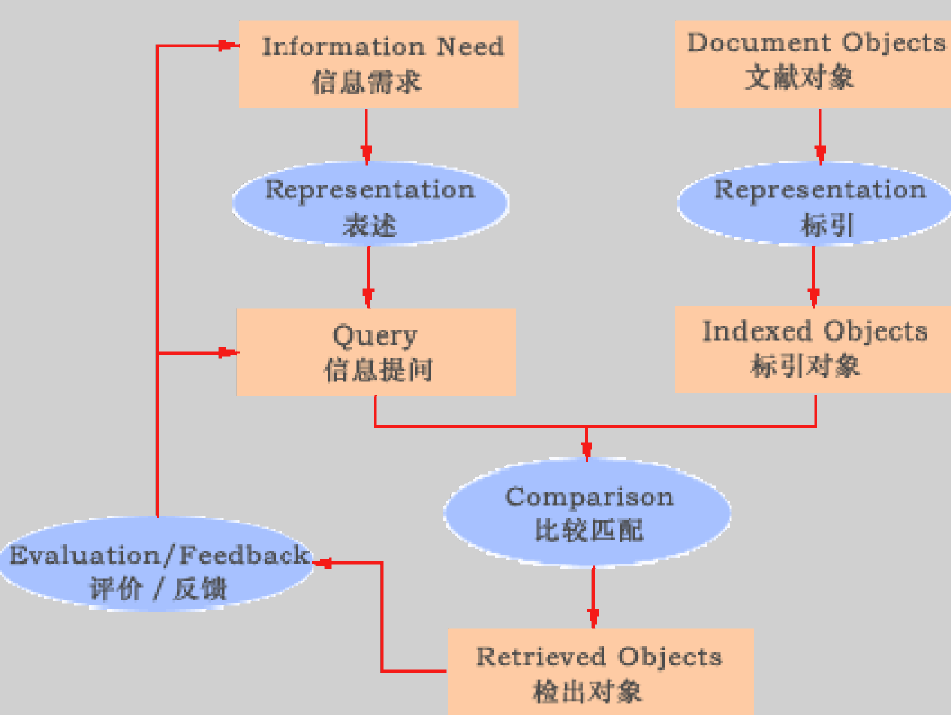 Information Need
信息需求
Document Objects
文献对象
Representation
表述
Representation
标引
Query
信息提问
Indexed Objects
标引对象
Comparison
比较匹配
Evaluation/Feedback
评价/反馈
Retrieved Objects
检出对象